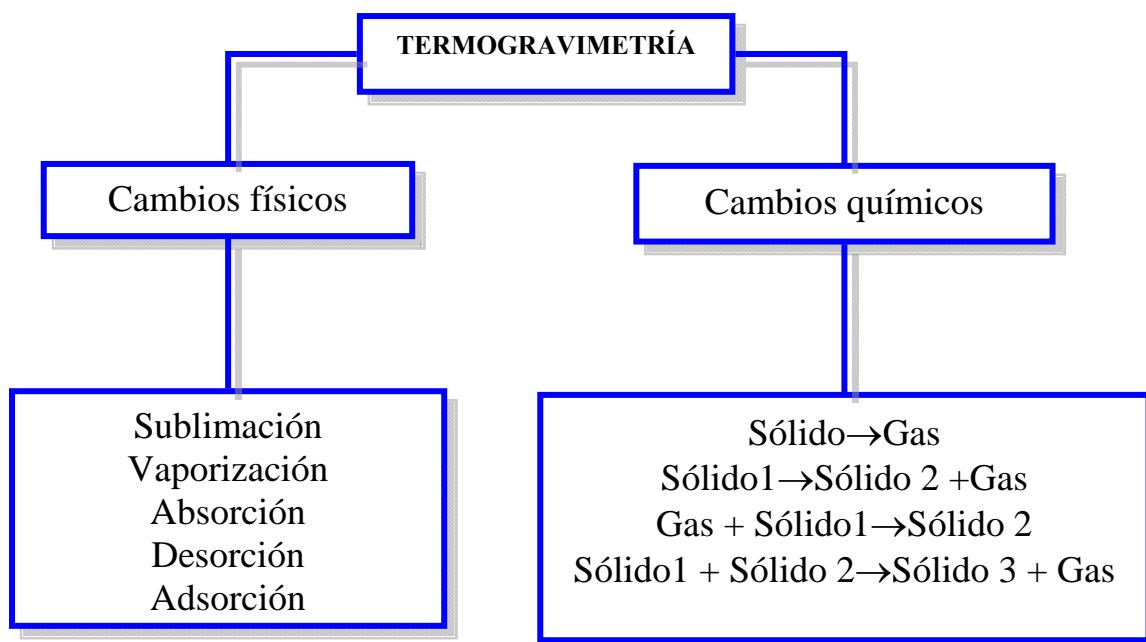 TERMOGRAVIMETRÍA
Cambios físicos
Cambios químicos
Sublimación
Vaporización
Absorción
Desorción
Adsorción
Sólido→Gas
Sólido1→Sólido 2 +Gas
Gas + Sólido1→Sólido 2
Sólido1 + Sólido 2→Sólido 3 + Gas